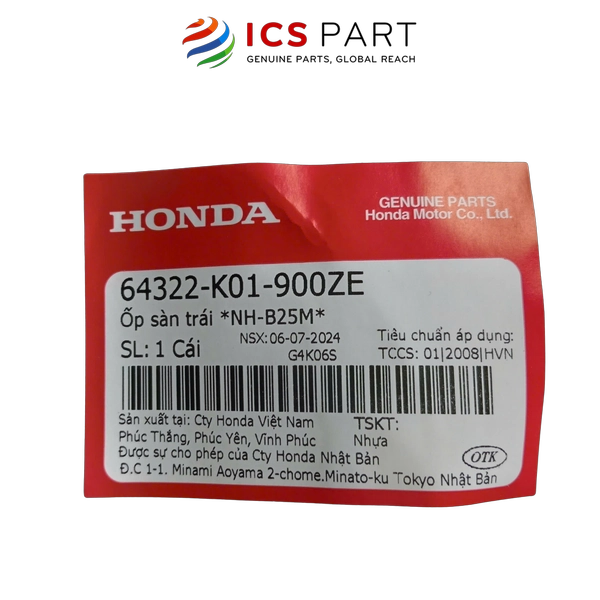 ICS PART
GENUINE PARTS, GLOBAL REACH
HONDA
GENUINE PARTS
Honda Motor Co., Ltd.
64322-K01-900ZE
Ốp sàn trái *NH-B25M*
NSX: 06-07-2024
SL: 1 Cái
G4K06S
Tiêu chuẩn áp dụng:
TCCS: 01|2008|HVN
Sản xuất tại: Cty Honda Việt Nam
Phúc Thắng, Phúc Yên, Vĩnh Phúc
TSKT:
Nhựa
Được sự cho phép của Cty Honda Nhật Bản
Đ.C 1-1. Minami Aoyama 2-chome.Minato-ku Tokyo Nhật Bản
OTK